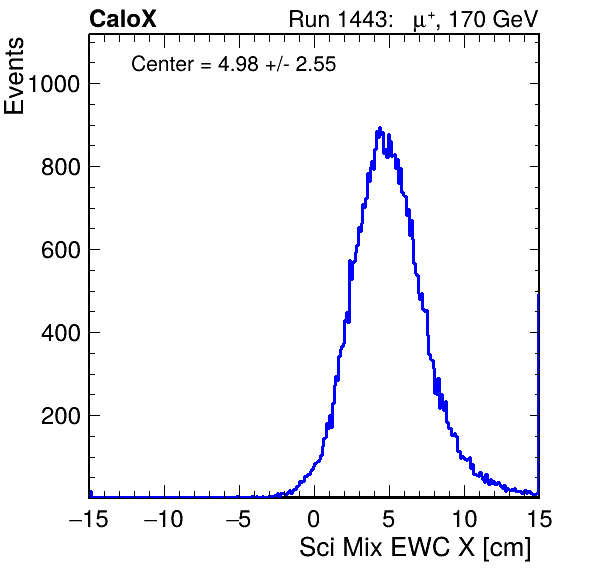 CaloX Run 1443: μ⁺, 170 GeV
Events
Center = 4.98 +/- 2.55
1000
800
600
400
200
−15 −10 −5 0 5 10 15
Sci Mix EWC X [cm]